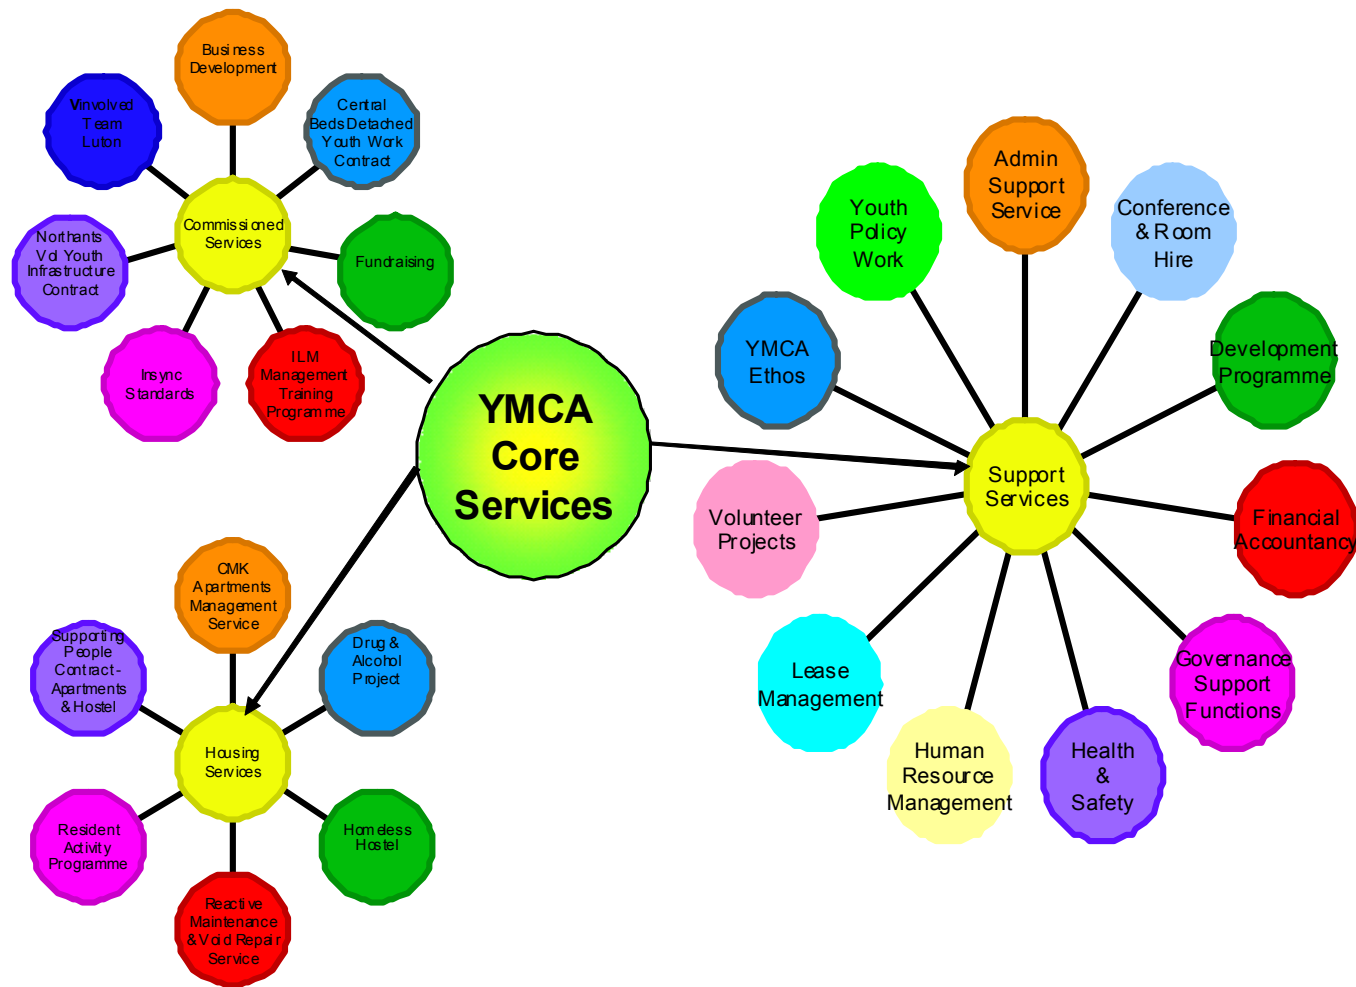 Business
Development
Vinvolved
Team
Luton
Central
Beds Detached
Youth Work
Contract
Commissioned
Services
Northants
Vol Youth
Infrastructure
Contract
Fundraising
Insync
Standards
ILM
Management
Training
Programme
YMCA
Core
Services
Admin
Support
Service
Youth
Policy
Work
Conference
& Room
Hire
YMCA
Ethos
Development
Programme
Support
Services
Volunteer
Projects
Financial
Accountancy
Lease
Management
Governance
Support
Functions
Human
Resource
Management
Health
&
Safety
CMK
Apartments
Management
Service
Supporting
People
Contract -
Apartments
& Hostel
Drug &
Alcohol
Project
Housing
Services
Resident
Activity
Programme
Homeless
Hostel
Reactive
Maintenance
& Void Repair
Service